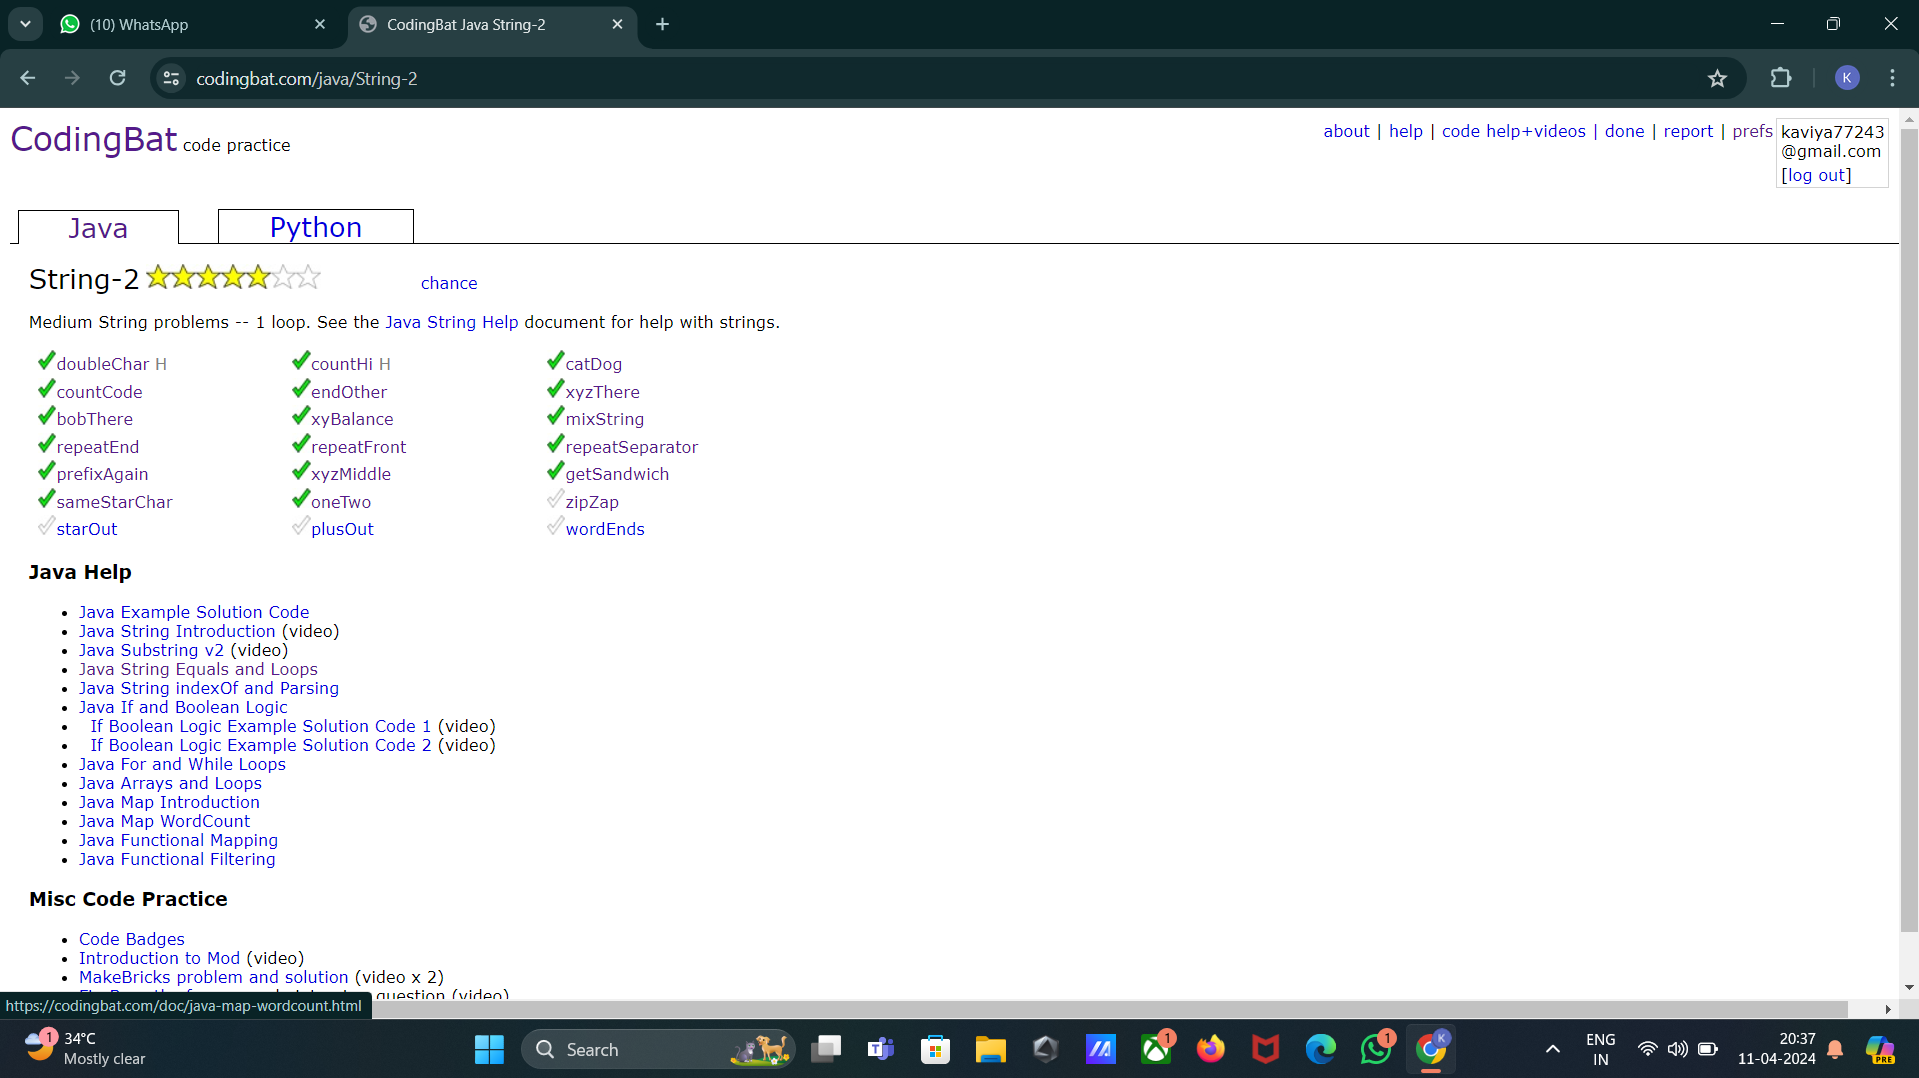 (10) WhatsApp
CodingBat Java String-2
codingbat.com/java/String-2
K
CodingBat code practice
about | help | code help+videos | done | report | prefs
kaviya77243
@gmail.com
[log out]
Java
Python
String-2
chance
Medium String problems -- 1 loop. See the Java String Help document for help with strings.
doubleChar H countHi H catDog
countCode endOther xyzThere
bobThere xyBalance mixString
repeatEnd repeatFront repeatSeparator
prefixAgain xyzMiddle getSandwich
sameStarChar oneTwo zipZap
starOut plusOut wordEnds
Java Help
Java Example Solution Code
Java String Introduction (video)
Java Substring v2 (video)
Java String Equals and Loops
Java String indexOf and Parsing
Java If and Boolean Logic
If Boolean Logic Example Solution Code 1 (video)
If Boolean Logic Example Solution Code 2 (video)
Java For and While Loops
Java Arrays and Loops
Java Map Introduction
Java Map WordCount
Java Functional Mapping
Java Functional Filtering
Misc Code Practice
Code Badges
Introduction to Mod (video)
MakeBricks problem and solution (video x 2)
question (video)
https://codingbat.com/doc/java-map-wordcount.html
1
34°C
Mostly clear
Search
1
1
K
ENG
IN
20:37
11-04-2024
PRE